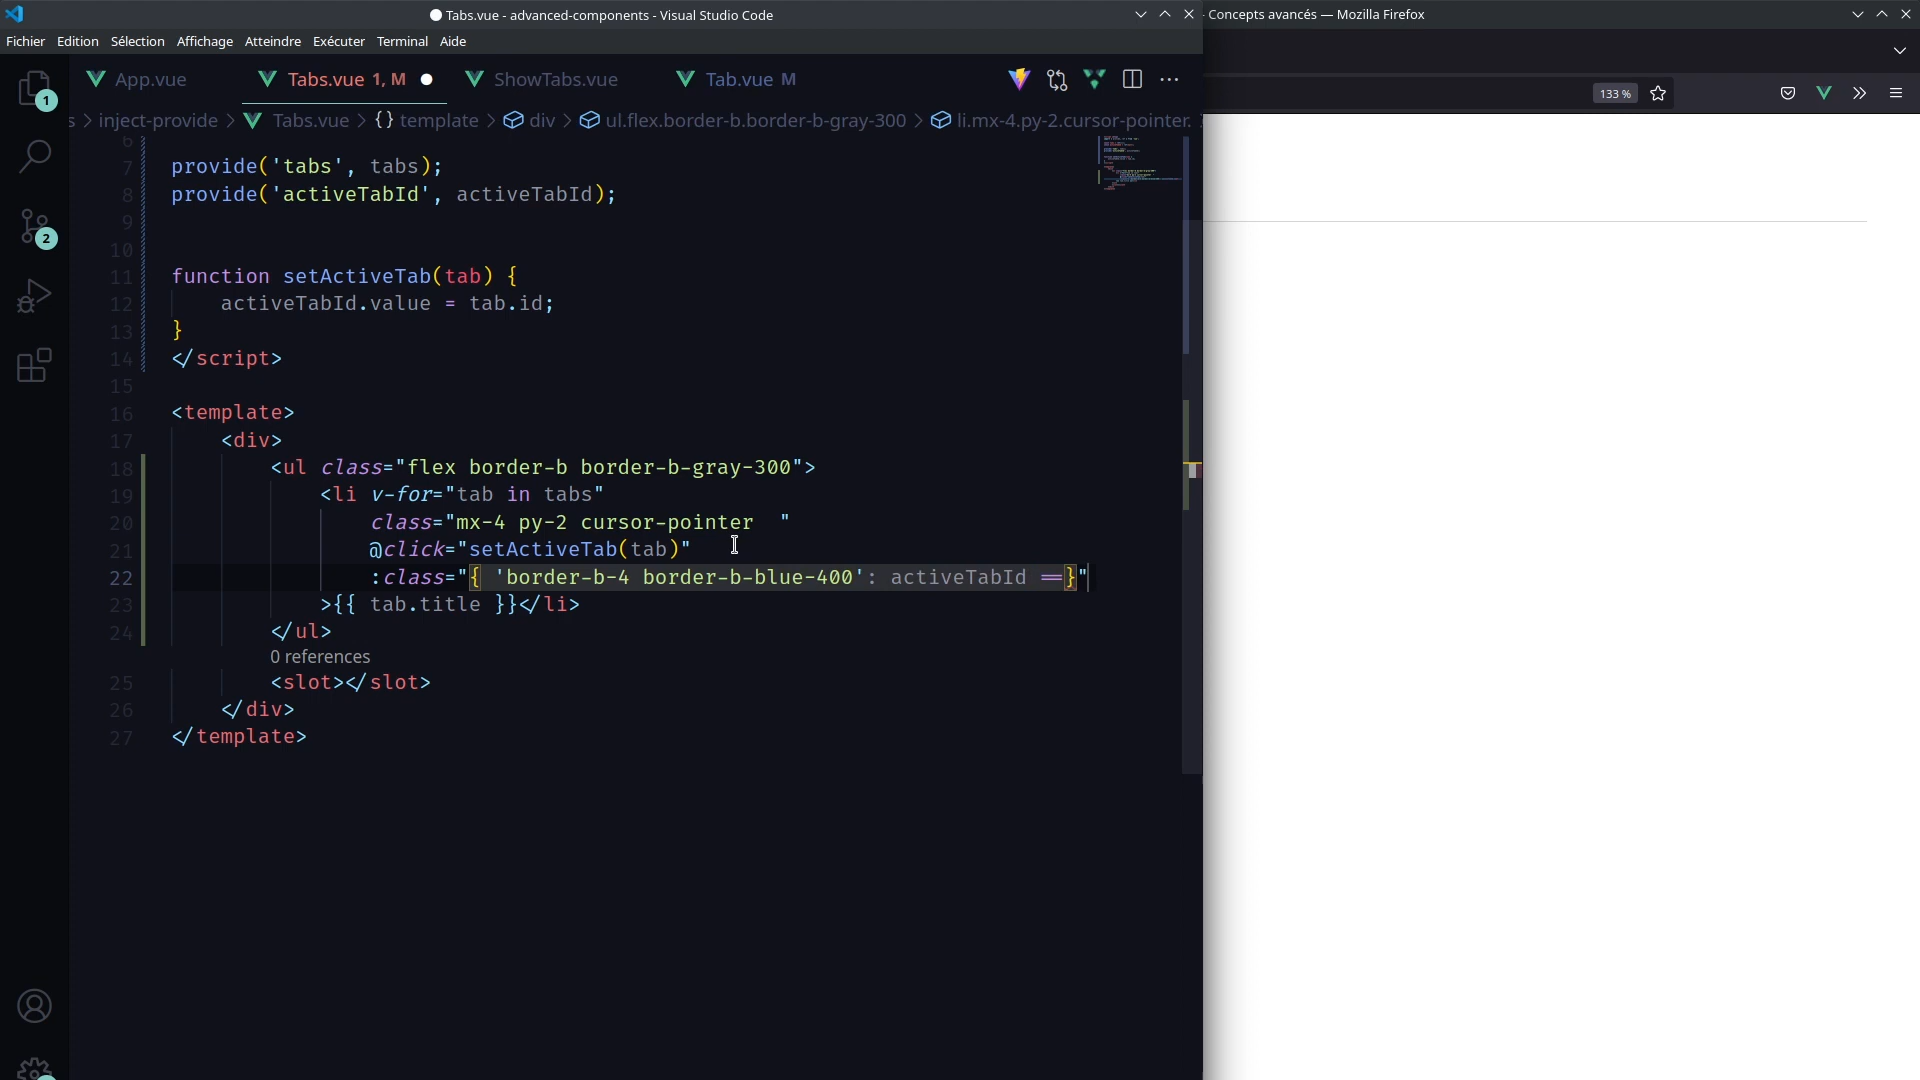 Tabs.vue - advanced-components - Visual Studio Code
Concepts avancés — Mozilla Firefox
Fichier Edition Sélection Affichage Atteindre Exécuter Terminal Aide
App.vue Tabs.vue 1, M ShowTabs.vue Tab.vue M
133 %
1
s > inject-provide > Tabs.vue > {} template > div > ul.flex.border-b.border-b-gray-300 > li.mx-4.py-2.cursor-pointer.
6
7 provide('tabs', tabs);
8 provide('activeTabId', activeTabId);
9
2
10
11 function setActiveTab(tab) {
12 activeTabId.value = tab.id;
13 }
14 </script>
15
16 <template>
17 <div>
18 <ul class="flex border-b border-b-gray-300">
19 <li v-for="tab in tabs"
20 class="mx-4 py-2 cursor-pointer  "
21 @click="setActiveTab(tab)"
22 :class="{ 'border-b-4 border-b-blue-400': activeTabId ==}"
23 >{{ tab.title }}</li>
24 </ul>
0 references
25 <slot></slot>
26 </div>
27 </template>